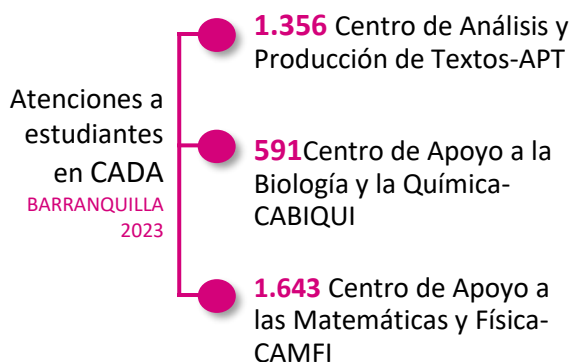 Atenciones a
estudiantes
en CADA
BARRANQUILLA
2023
1.356 Centro de Análisis y
Producción de Textos-APT
591Centro de Apoyo a la
Biología y la Química-
CABIQUI
1.643 Centro de Apoyo a
las Matemáticas y Física-
CAMFI